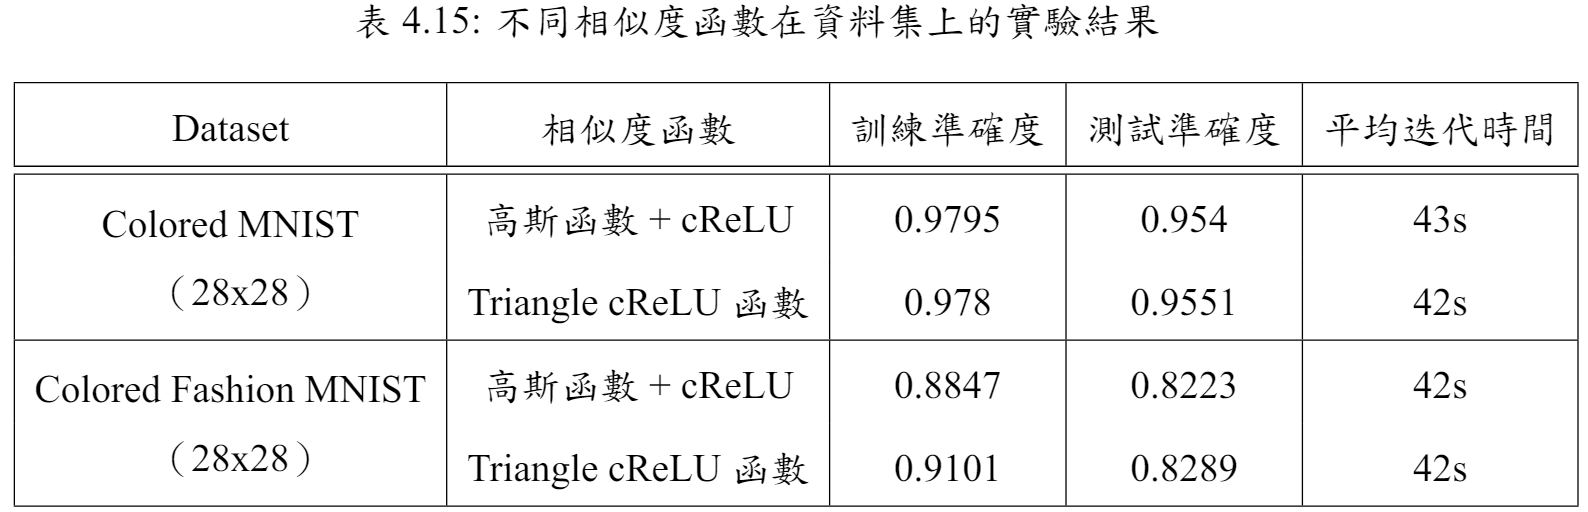 表 4.15: 不同相似度函數在資料集上的實驗結果
Dataset 相似度函數 訓練準確度 測試準確度 平均迭代時間
Colored MNIST
（28x28）
高斯函數 + cReLU 0.9795 0.954 43s
Triangle cReLU 函數 0.978 0.9551 42s
Colored Fashion MNIST
（28x28）
高斯函數 + cReLU 0.8847 0.8223 42s
Triangle cReLU 函數 0.9101 0.8289 42s